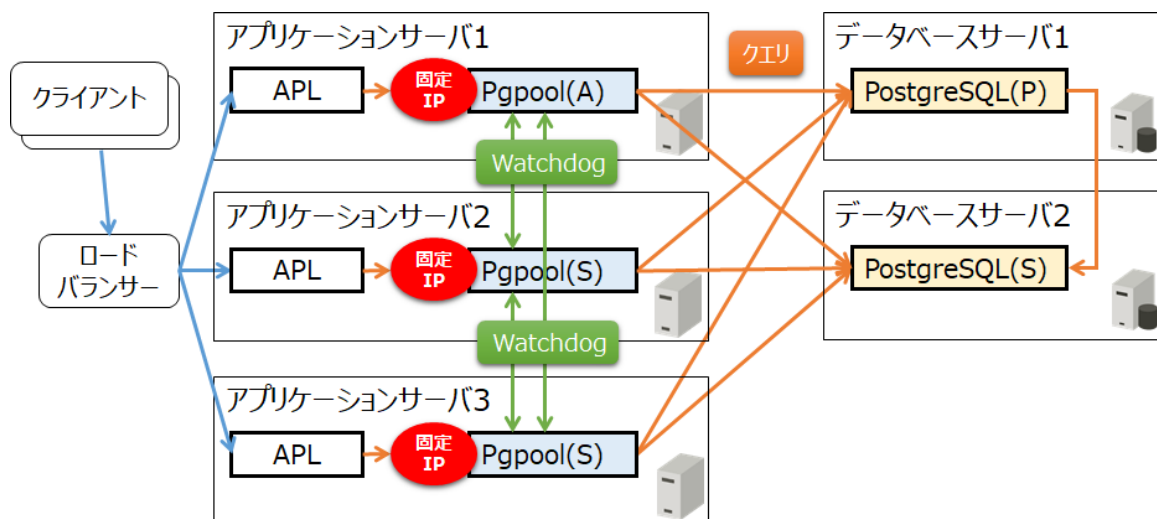 アプリケーションサーバ1
クエリ
データベースサーバ1
クライアント
APL
固定
IP
Pgpool(A)
PostgreSQL(P)
Watchdog
アプリケーションサーバ2
データベースサーバ2
ロード
バランサー
APL
固定
IP
Pgpool(S)
PostgreSQL(S)
Watchdog
アプリケーションサーバ3
APL
固定
IP
Pgpool(S)